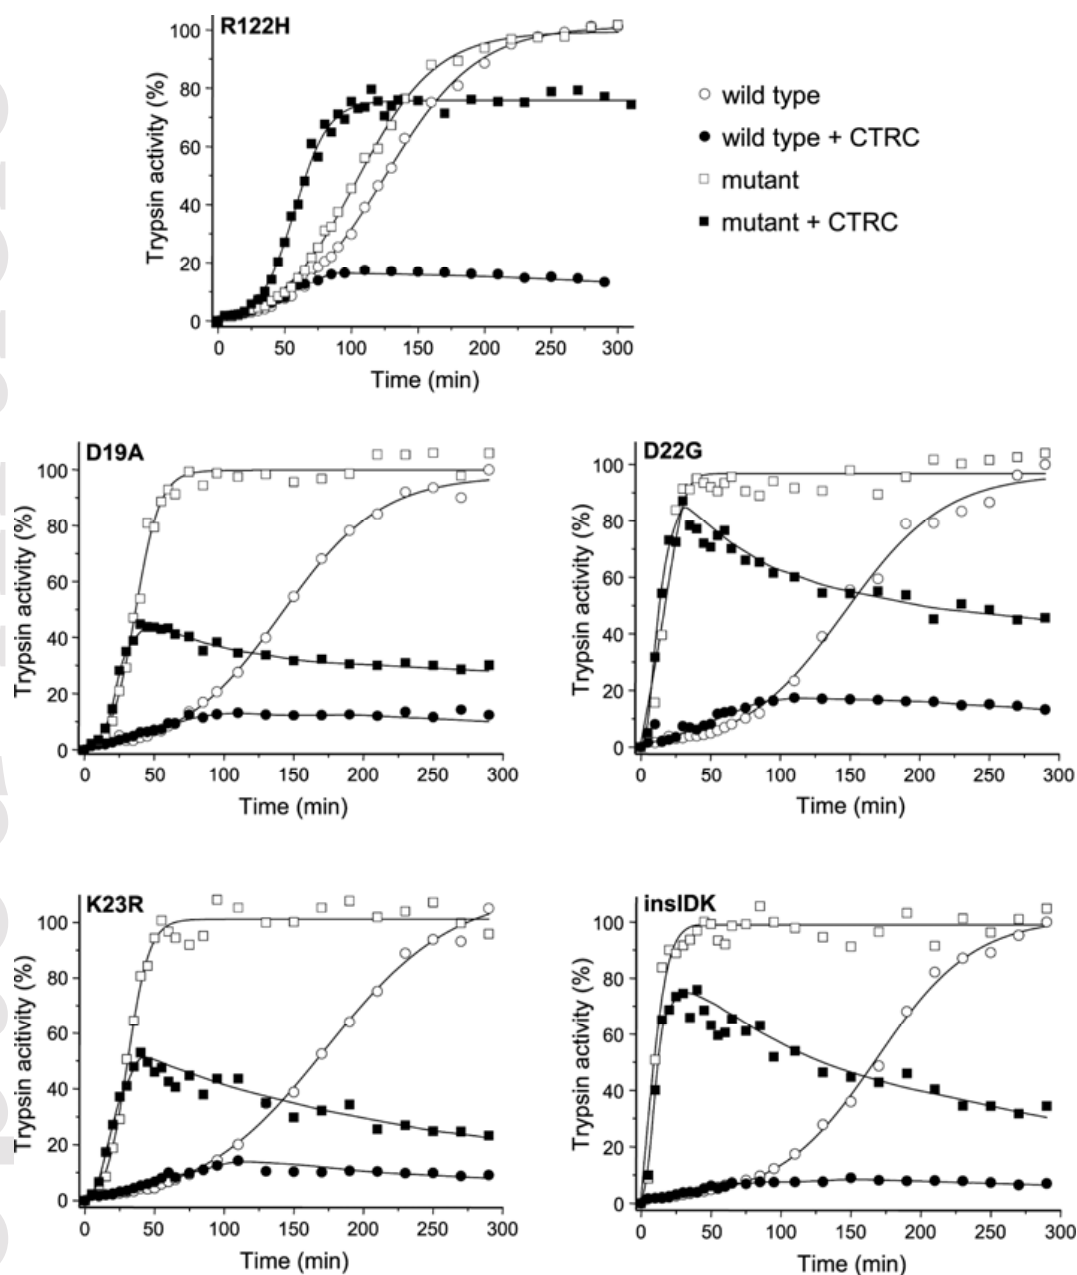 R122H
100
80
60
40
20
0
Trypsin activity (%)
0 50 100 150 200 250 300
Time (min)
wild type
wild type + CTRC
mutant
mutant + CTRC
D19A
100
80
60
40
20
0
Trypsin activity (%)
0 50 100 150 200 250 300
Time (min)
D22G
100
80
60
40
20
0
Trypsin activity (%)
0 50 100 150 200 250 300
Time (min)
K23R
100
80
60
40
20
0
Trypsin acitivity (%)
0 50 100 150 200 250 300
Time (min)
insIDK
100
80
60
40
20
0
Trypsin activity (%)
0 50 100 150 200 250 300
Time (min)